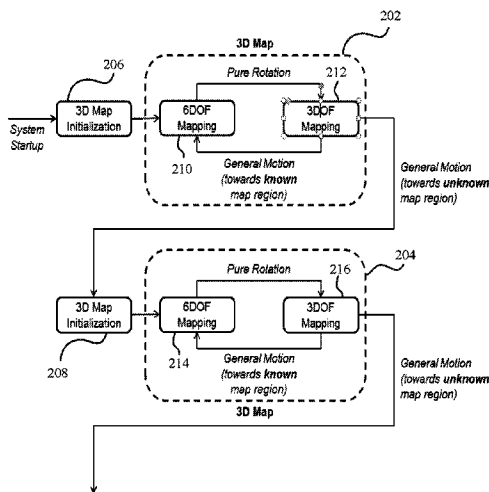 202
3D Map
206
Pure Rotation
212
3D Map
Initialization
6DOF
Mapping
3DOF
Mapping
System
Startup
210
General Motion
(towards known
map region)
General Motion
(towards unknown
map region)
204
Pure Rotation
216
3D Map
Initialization
6DOF
Mapping
3DOF
Mapping
208
214
General Motion
(towards known
map region)
General Motion
(towards unknown
map region)
3D Map